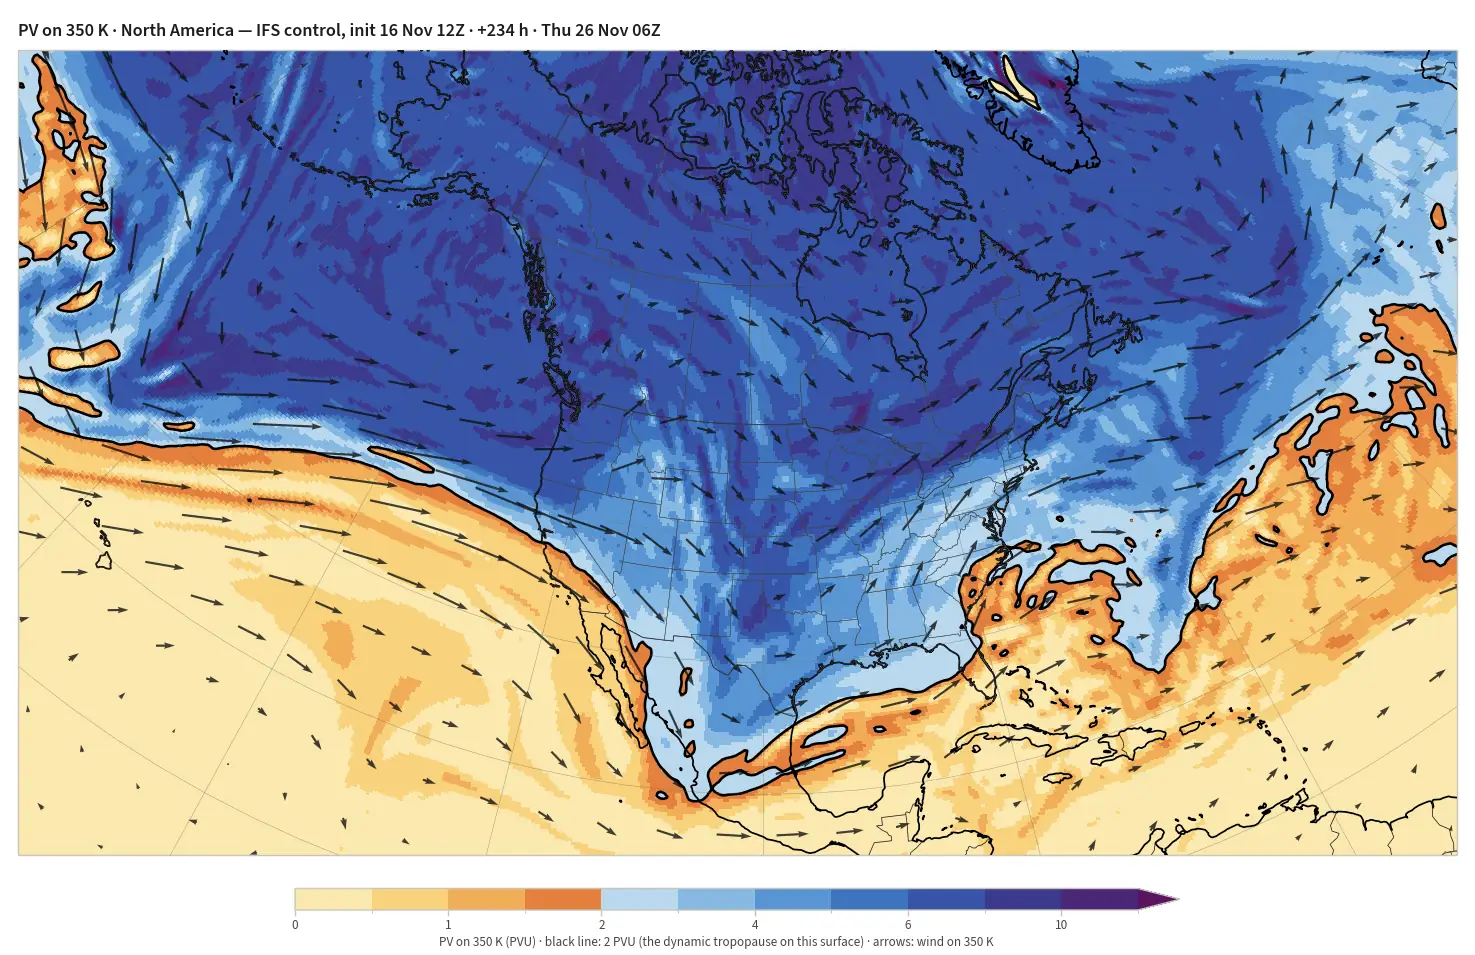 PV on 350 K · North America — IFS control, init 16 Nov 12Z · +234 h · Thu 26 Nov 06Z
0 1 2 4 6 10
PV on 350 K (PVU) · black line: 2 PVU (the dynamic tropopause on this surface) · arrows: wind on 350 K